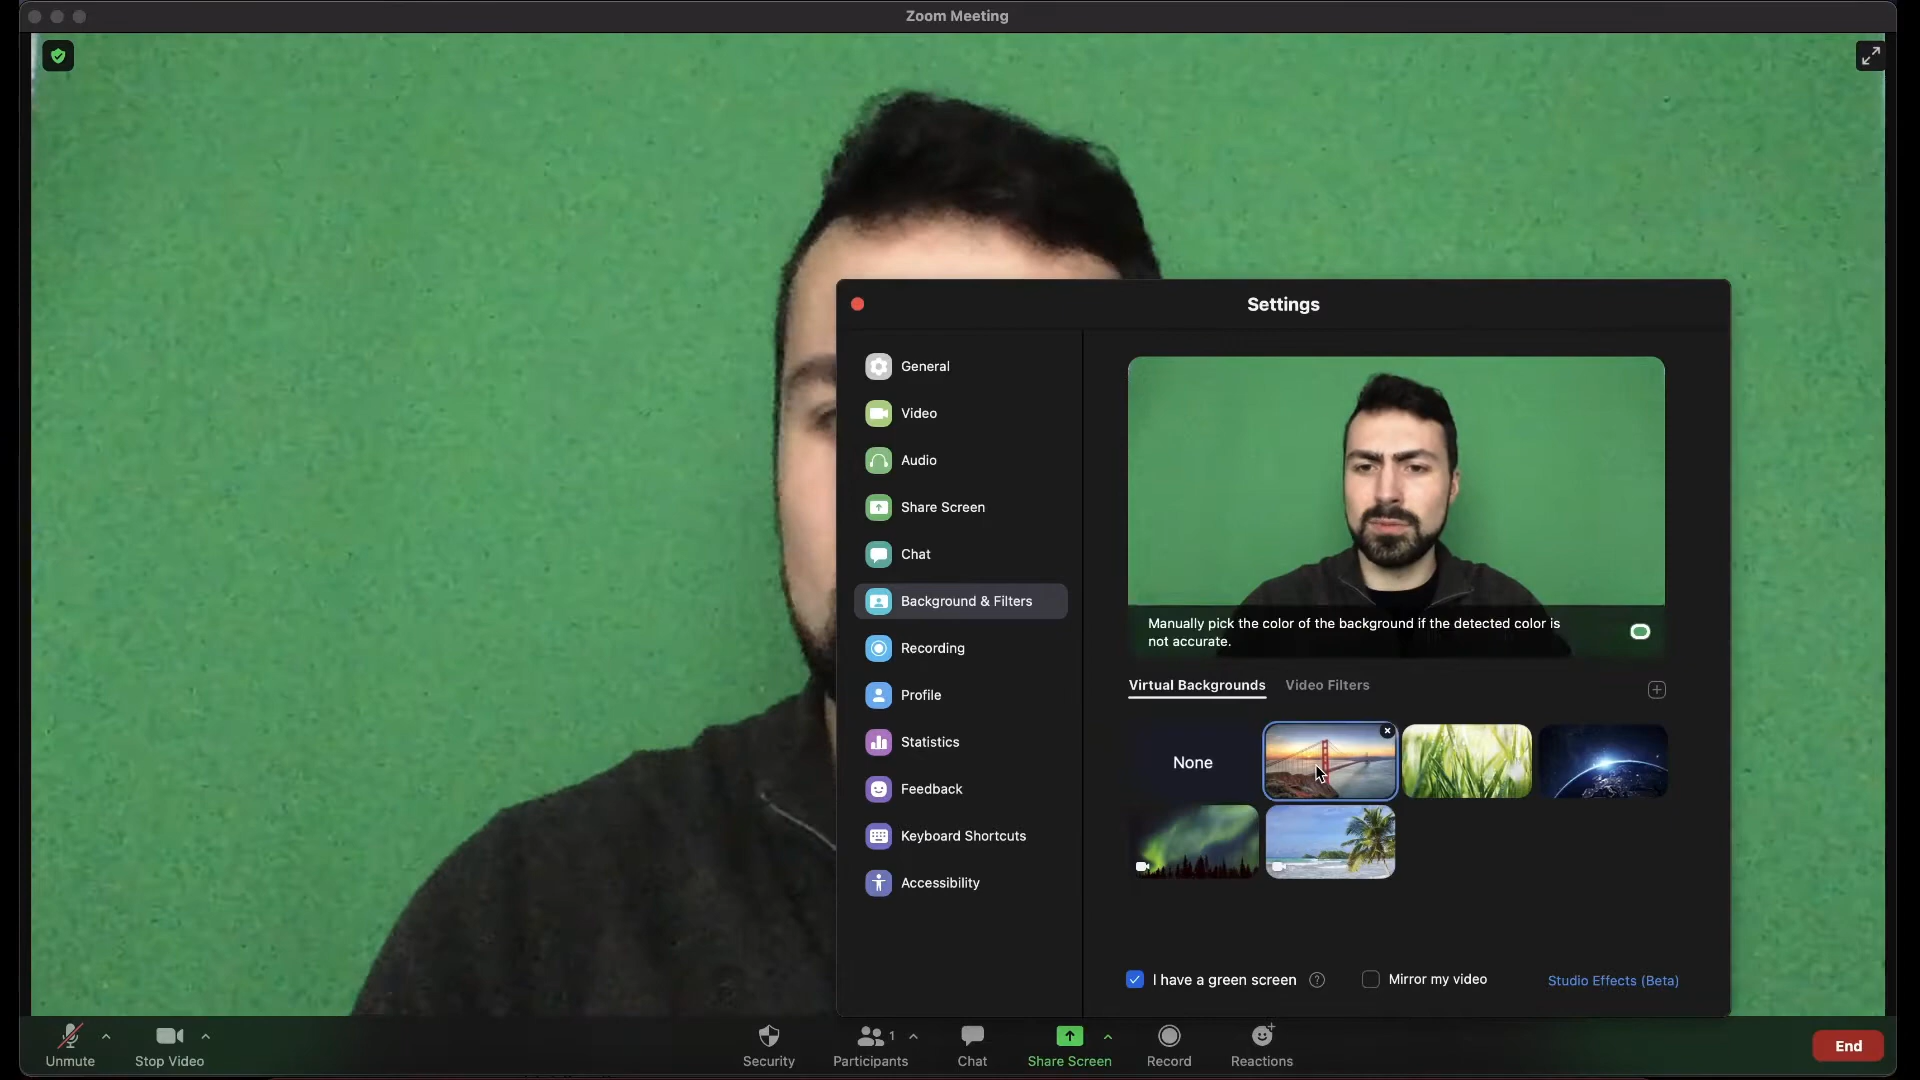 Zoom Meeting
Settings
General
Video
Audio
Share Screen
Chat
Background & Filters
Recording
Profile
Statistics
Feedback
Keyboard Shortcuts
Accessibility
Manually pick the color of the background if the detected color is
not accurate.
Virtual Backgrounds Video Filters
None
I have a green screen ? Mirror my video Studio Effects (Beta)
Unmute Stop Video Security Participants 1 Chat Share Screen Record Reactions End